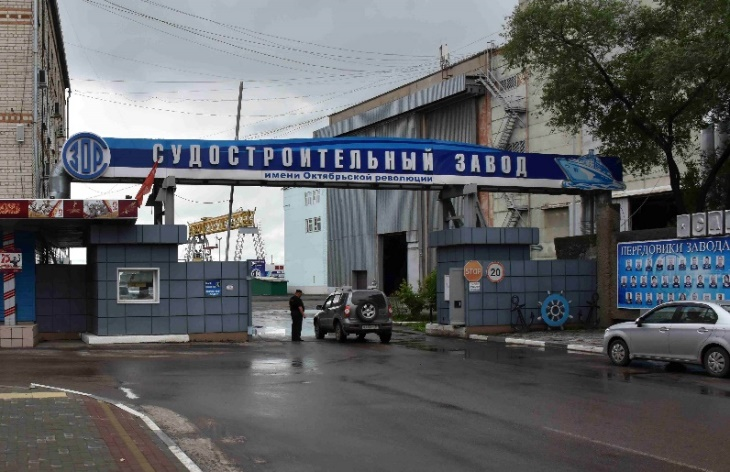 ЗОР
СУДОСТРОИТЕЛЬНЫЙ ЗАВОД
имени Октябрьской революции
STOP
20
ПЕРЕДОВИКИ ЗАВОДА